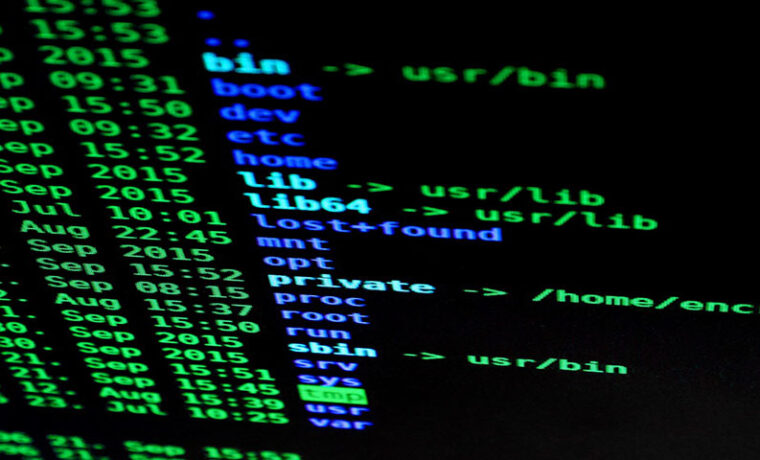 15:53 .
15:53 ..
2015 bin -> usr/bin
09:31 boot
15:50 dev
09:32 etc
Sep 15:52 home
Sep 2015 lib -> usr/lib
Sep 2015 lib64 -> usr/lib
Jul 10:01 lost+found
Aug 22:45 mnt
Sep 2015 opt
Sep 15:52 private -> /home/enc
Sep 08:15 proc
Aug 15:37 root
Sep 15:50 run
30. Sep 2015 sbin -> usr/bin
30. Sep 2015 srv
21. Sep 15:51 sys
21. Sep 15:45 tmp
12. Aug 15:39 usr
23. Jul 10:25 var
21. Sep 15:53
21. Sep